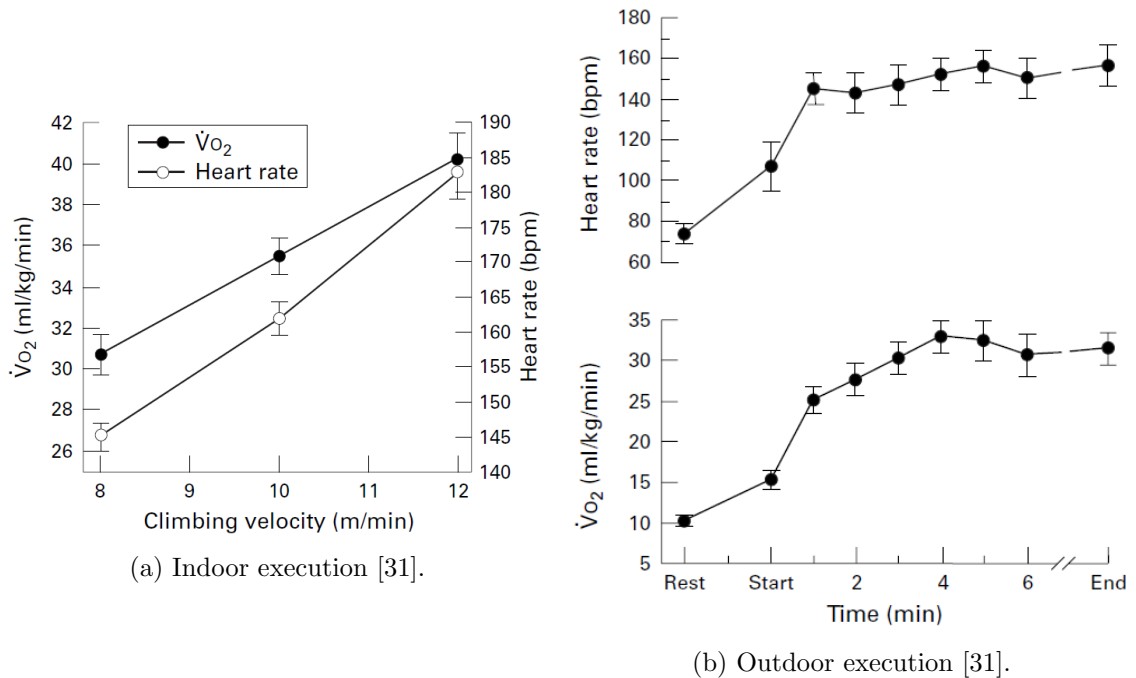 42
40
38
36
34
32
30
28
26
V̇O₂ (ml/kg/min)
V̇O₂
Heart rate
190
185
180
175
170
165
160
155
150
145
140
Heart rate (bpm)
8 9 10 11 12
Climbing velocity (m/min)
(a) Indoor execution [31].
180
160
140
120
100
80
60
Heart rate (bpm)
35
30
25
20
15
10
5
V̇O₂ (ml/kg/min)
Rest Start 2 4 6 End
Time (min)
(b) Outdoor execution [31].